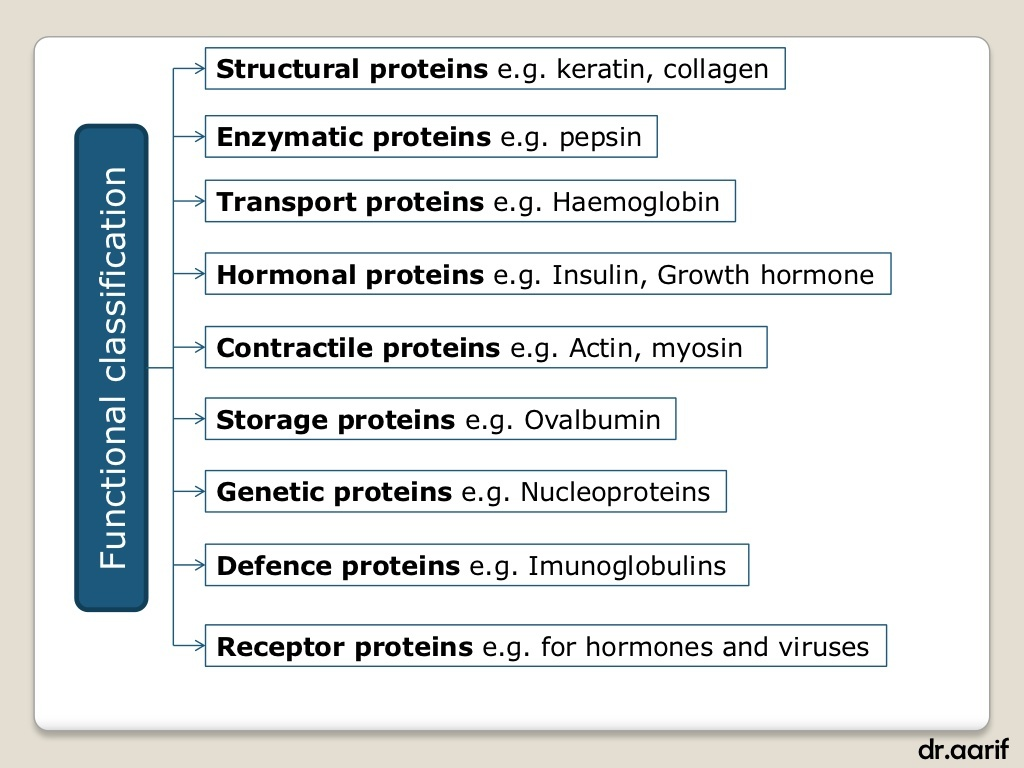 Functional classification
Structural proteins e.g. keratin, collagen
Enzymatic proteins e.g. pepsin
Transport proteins e.g. Haemoglobin
Hormonal proteins e.g. Insulin, Growth hormone
Contractile proteins e.g. Actin, myosin
Storage proteins e.g. Ovalbumin
Genetic proteins e.g. Nucleoproteins
Defence proteins e.g. Imunoglobulins
Receptor proteins e.g. for hormones and viruses
dr.aarif